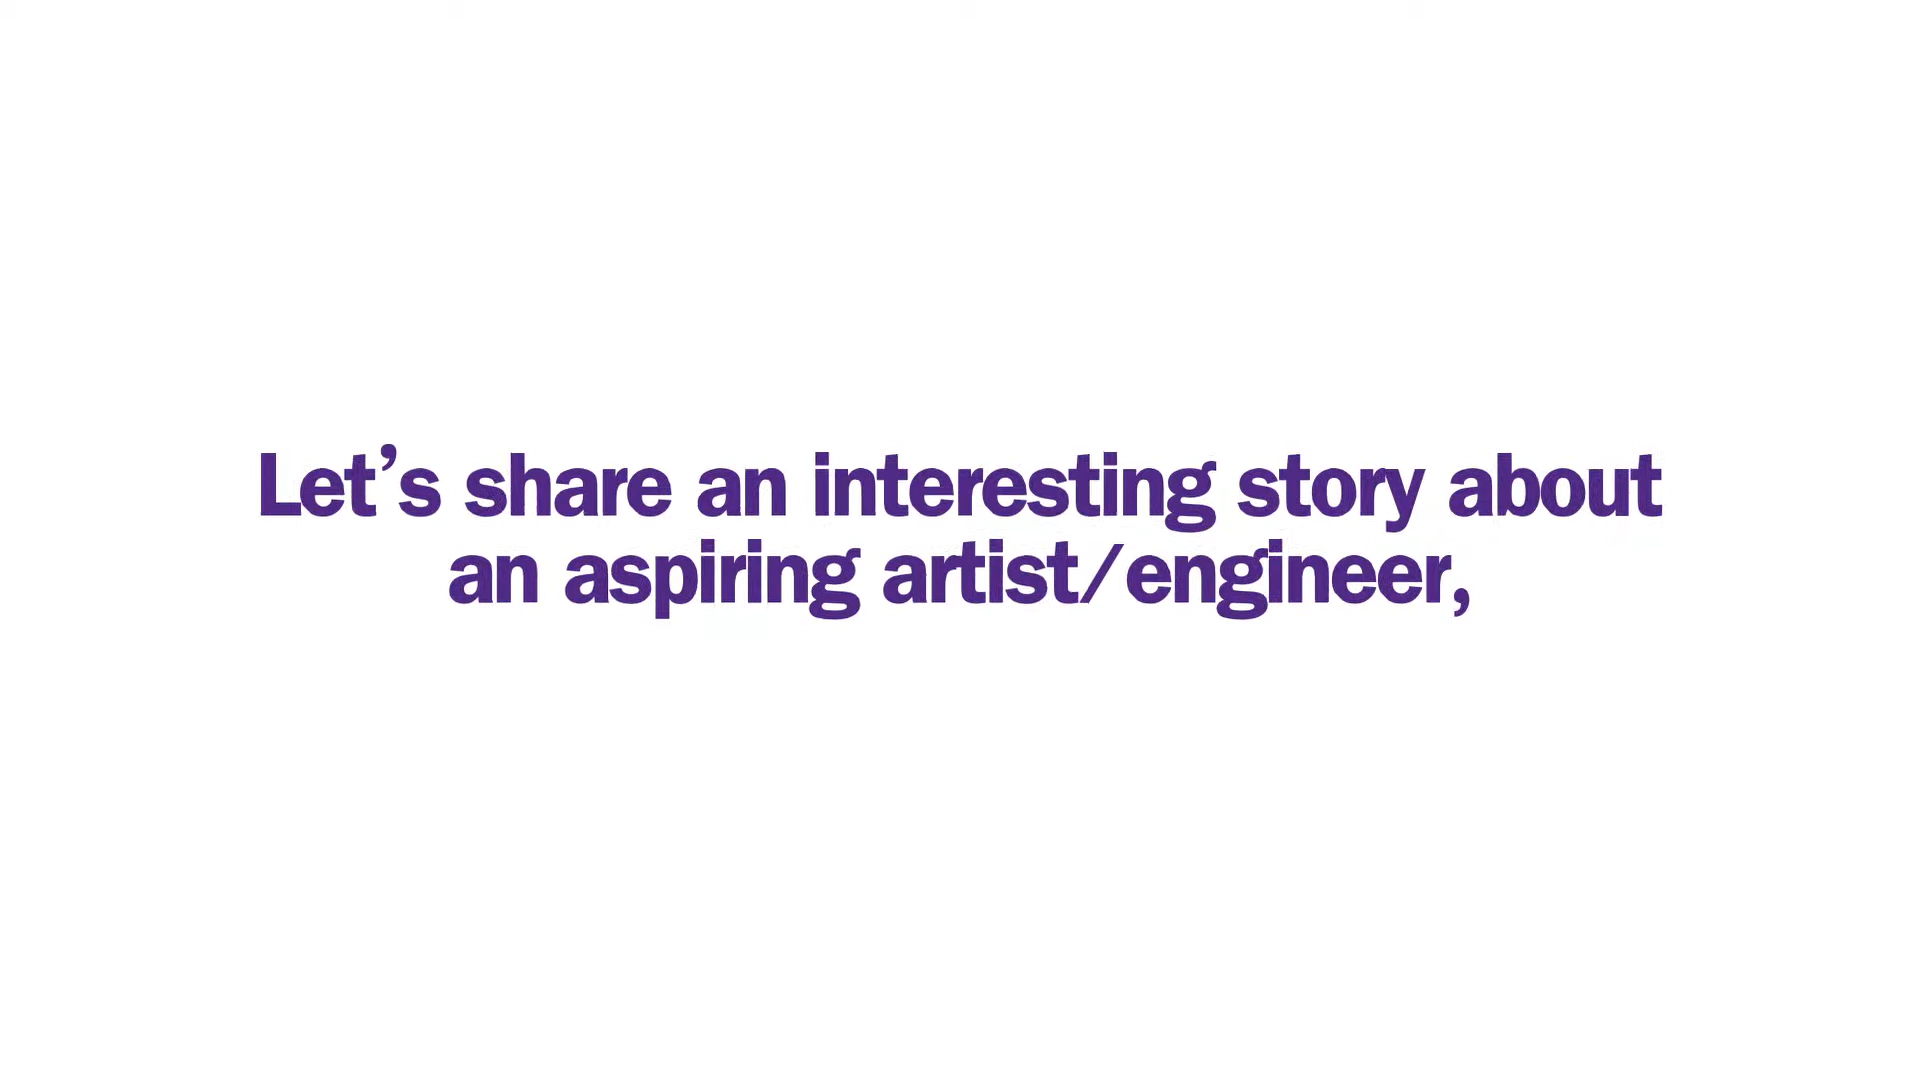 Let’s share an interesting story about
an aspiring artist/engineer,